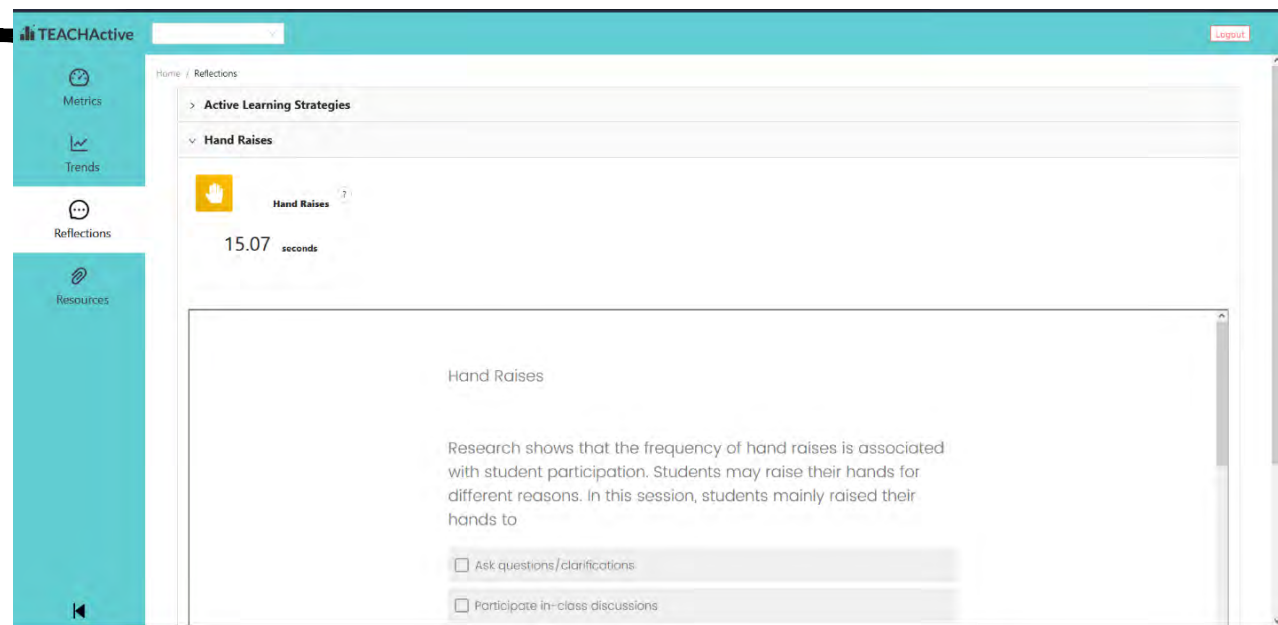 TEACHActive
Logout
Metrics
Trends
Reflections
Resources
Home / Reflections
> Active Learning Strategies
Hand Raises
Hand Raises ?
15.07 seconds
Hand Raises
Research shows that the frequency of hand raises is associated
with student participation. Students may raise their hands for
different reasons. In this session, students mainly raised their
hands to
Ask questions/clarifications
Participate in-class discussions